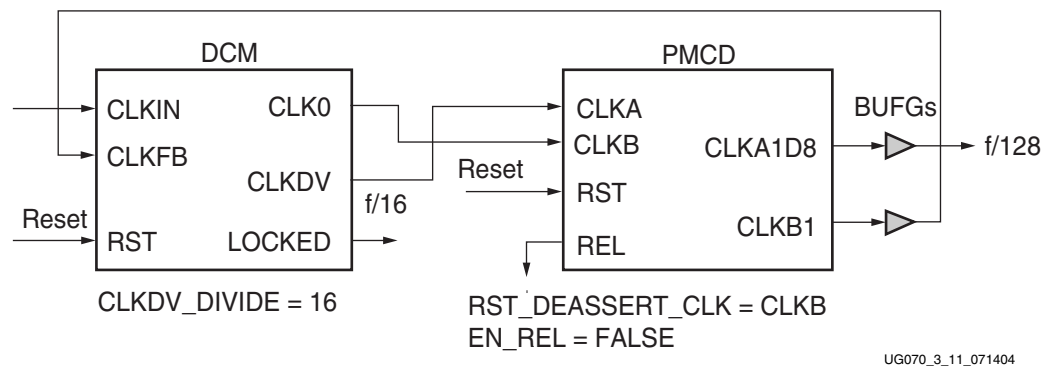 DCM
PMCD
CLKIN
CLK0
CLKA
BUFGs
CLKFB
CLKB
CLKA1D8
f/128
CLKDV
Reset
f/16
RST
Reset
CLKB1
RST
LOCKED
REL
CLKDV_DIVIDE = 16
RST_DEASSERT_CLK = CLKB
EN_REL = FALSE
UG070_3_11_071404